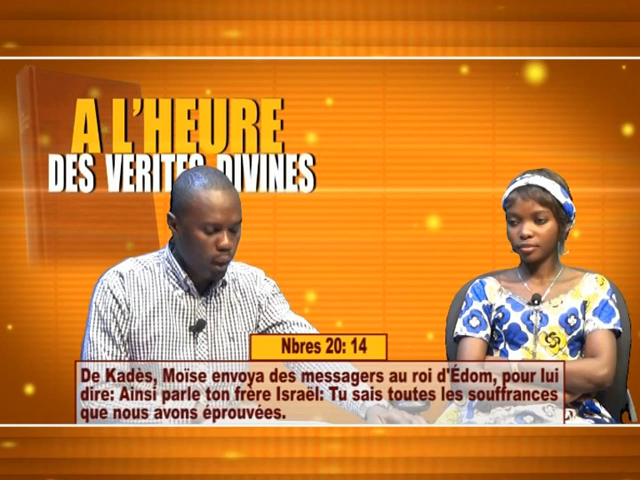 A L'HEURE
DES VERITES DIVINES
Nbres 20: 14
De Kadès, Moïse envoya des messagers au roi d'Édom, pour lui
dire: Ainsi parle ton frère Israël: Tu sais toutes les souffrances
que nous avons éprouvées.